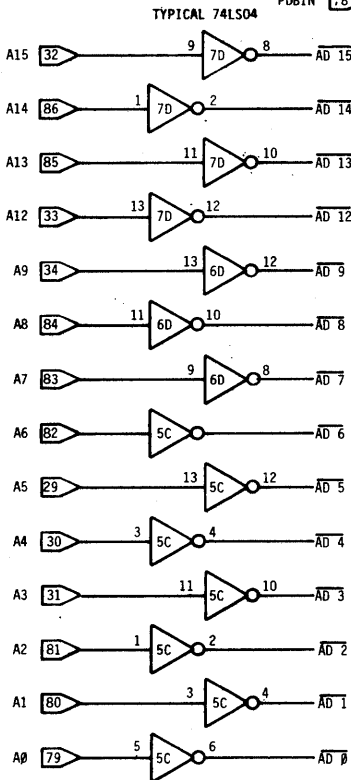 PDBIN
TYPICAL 74LS04
A15 32 9 7D 8 AD 15
A14 86 1 7D 2 AD 14
A13 85 11 7D 10 AD 13
A12 33 13 7D 12 AD 12
A9 34 13 6D 12 AD 9
A8 84 11 6D 10 AD 8
A7 83 9 6D 8 AD 7
A6 82 5C AD 6
A5 29 13 5C 12 AD 5
A4 30 3 5C 4 AD 4
A3 31 11 5C 10 AD 3
A2 81 1 5C 2 AD 2
A1 80 3 5C 4 AD 1
AØ 79 5 5C 6 AD Ø